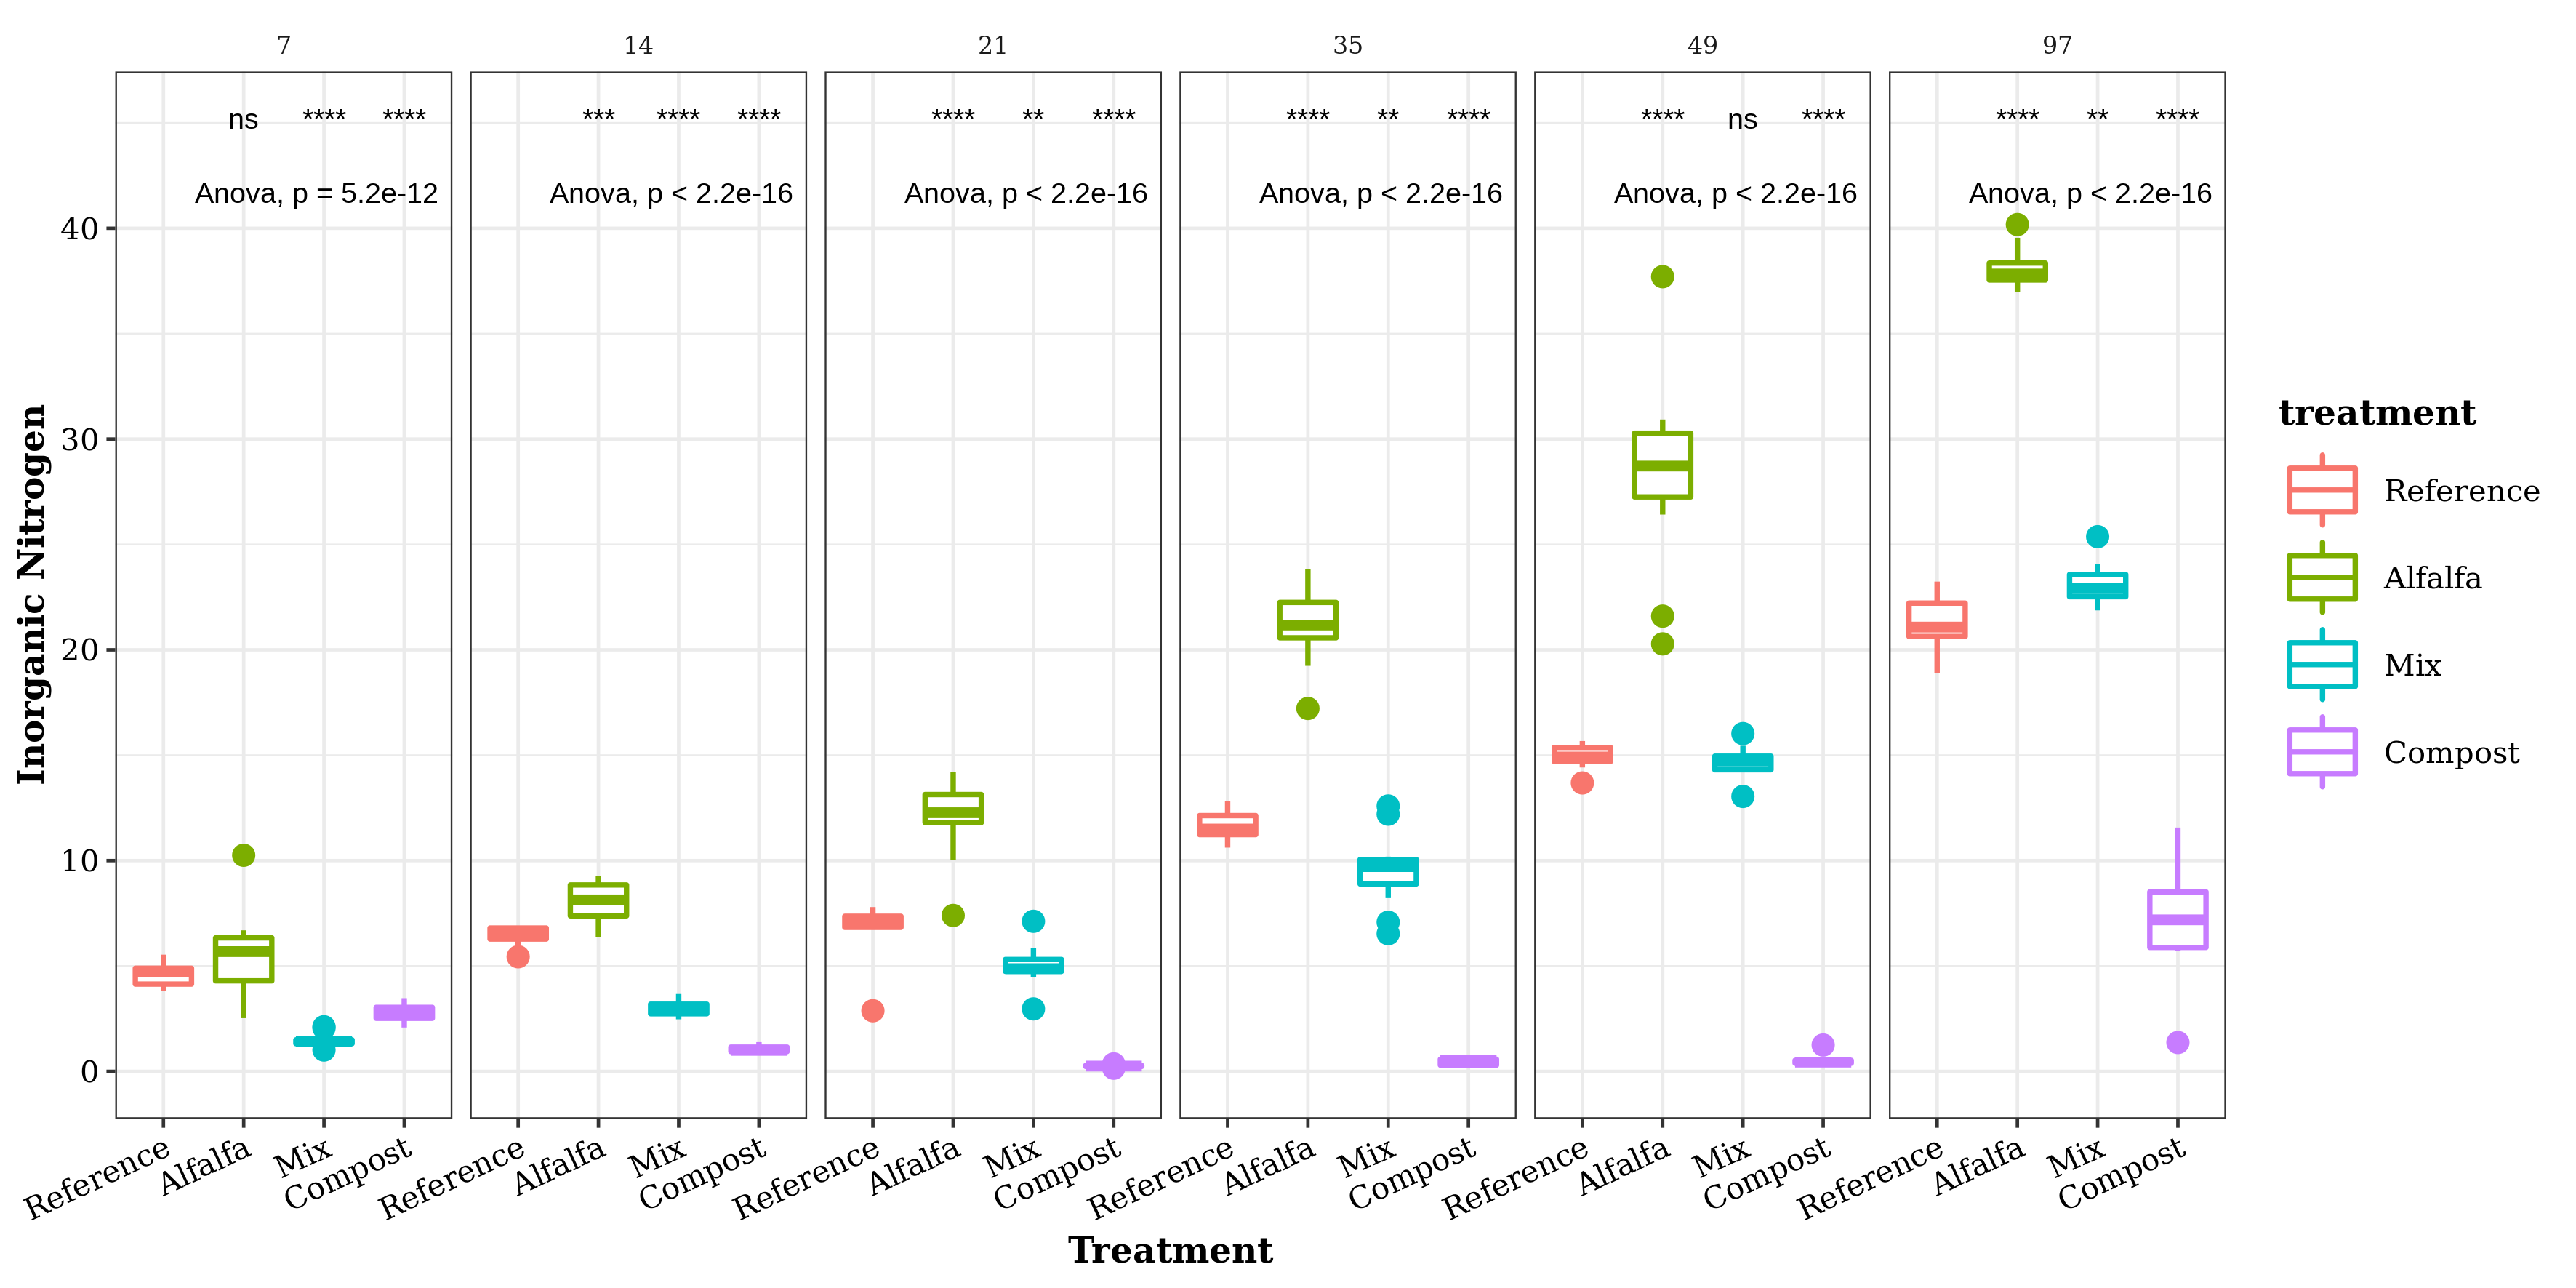 7 14 21 35 49 97
ns **** **** *** **** **** **** ** **** **** ** **** **** ns **** **** ** ****
Anova, p = 5.2e-12 Anova, p < 2.2e-16 Anova, p < 2.2e-16 Anova, p < 2.2e-16 Anova, p < 2.2e-16 Anova, p < 2.2e-16
40
30
20
10
0
Inorganic Nitrogen
Reference Alfalfa Mix Compost Reference Alfalfa Mix Compost Reference Alfalfa Mix Compost Reference Alfalfa Mix Compost Reference Alfalfa Mix Compost Reference Alfalfa Mix Compost
Treatment
treatment
Reference
Alfalfa
Mix
Compost